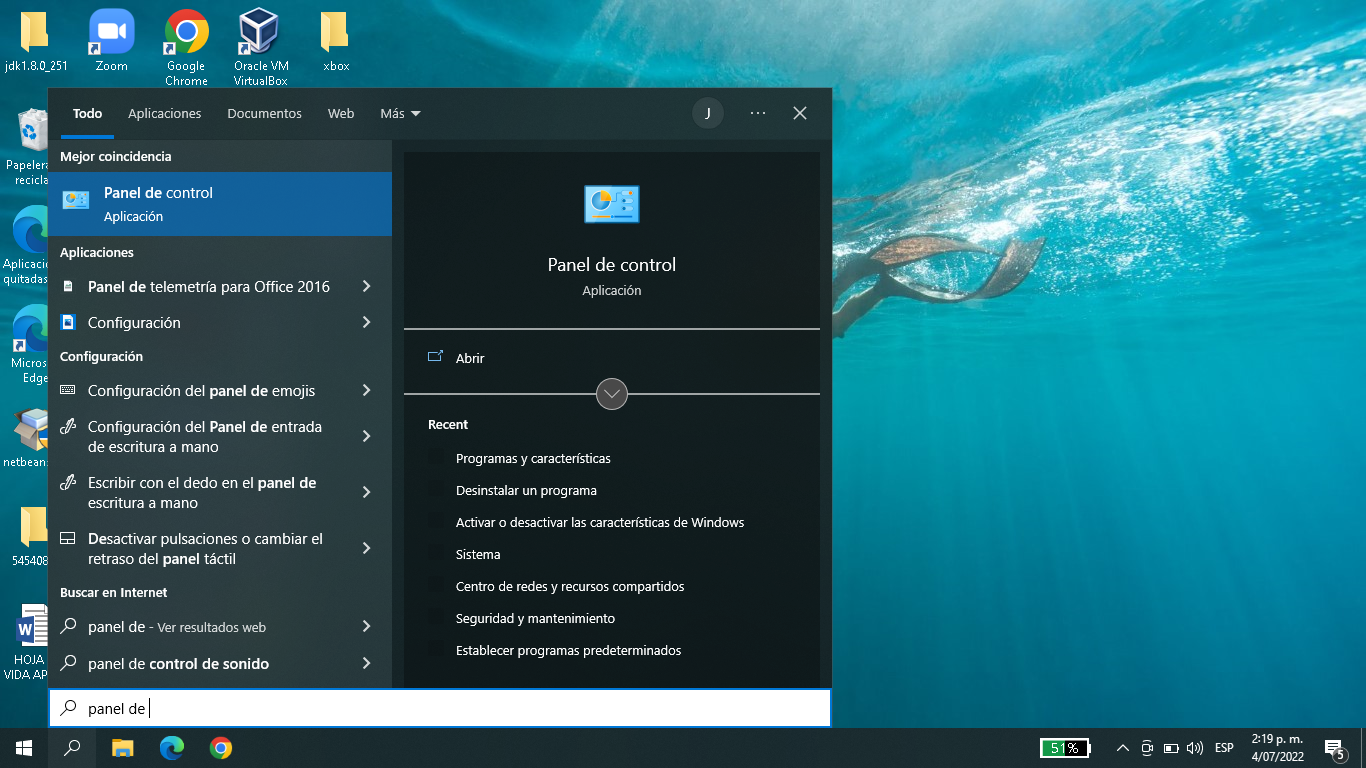 jdk1.8.0_251
Zoom
Google
Chrome
Oracle VM
VirtualBox
xbox
Papelera
recicla
Aplicacio
quitadas
Micros
Edge
netbean
545408
HOJA
VIDA AP
Todo
Aplicaciones
Documentos
Web
Más
J
Mejor coincidencia
Panel de control
Aplicación
Aplicaciones
Panel de telemetría para Office 2016
Configuración
Configuración
Configuración del panel de emojis
Configuración del Panel de entrada
de escritura a mano
Escribir con el dedo en el panel de
escritura a mano
Desactivar pulsaciones o cambiar el
retraso del panel táctil
Buscar en Internet
panel de - Ver resultados web
panel de control de sonido
panel de
Panel de control
Aplicación
Abrir
Recent
Programas y características
Desinstalar un programa
Activar o desactivar las características de Windows
Sistema
Centro de redes y recursos compartidos
Seguridad y mantenimiento
Establecer programas predeterminados
51%
ESP
2:19 p. m.
4/07/2022
5